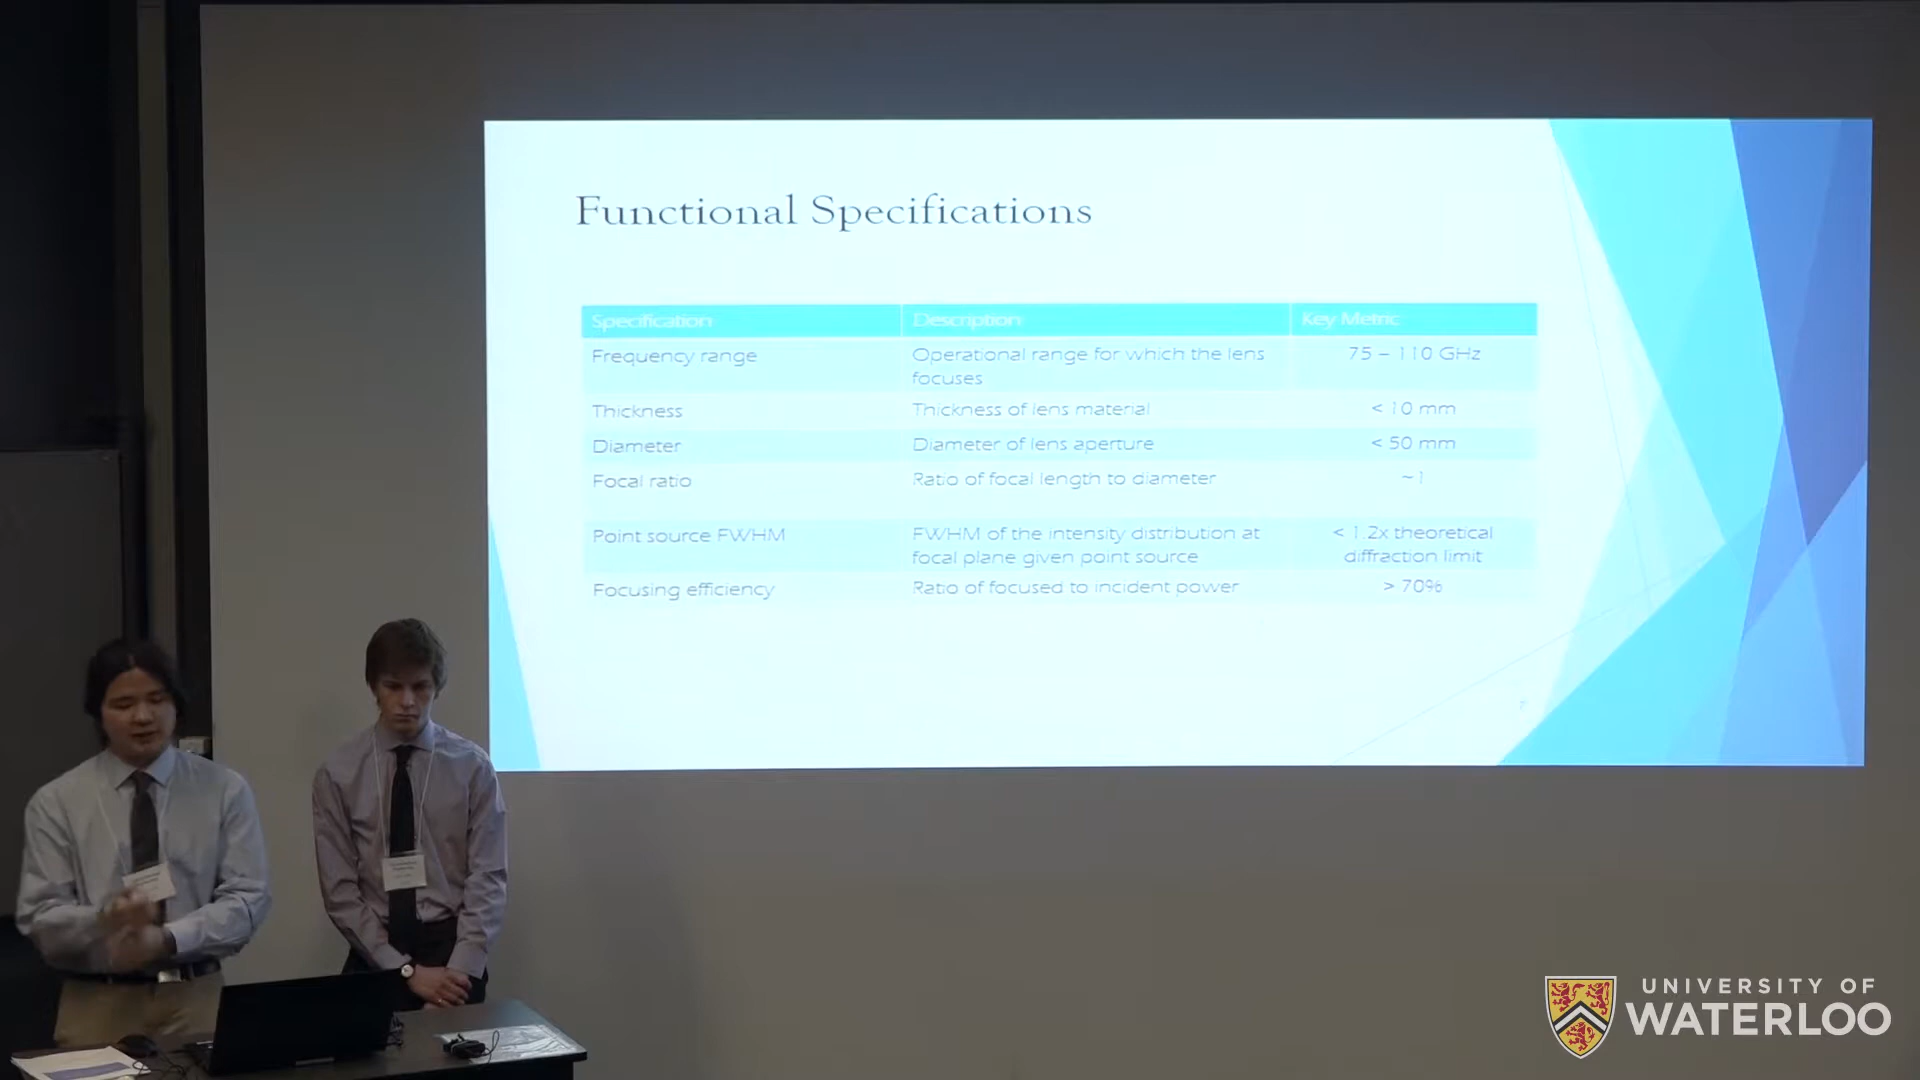 Functional Specifications
Specification Description Key Metric
Frequency range Operational range for which the lens focuses 75 – 110 GHz
Thickness Thickness of lens material < 10 mm
Diameter Diameter of lens aperture < 50 mm
Focal ratio Ratio of focal length to diameter ~1
Point source FWHM FWHM of the intensity distribution at focal plane given point source < 1.2x theoretical diffraction limit
Focusing efficiency Ratio of focused to incident power > 70%
7
UNIVERSITY OF
WATERLOO